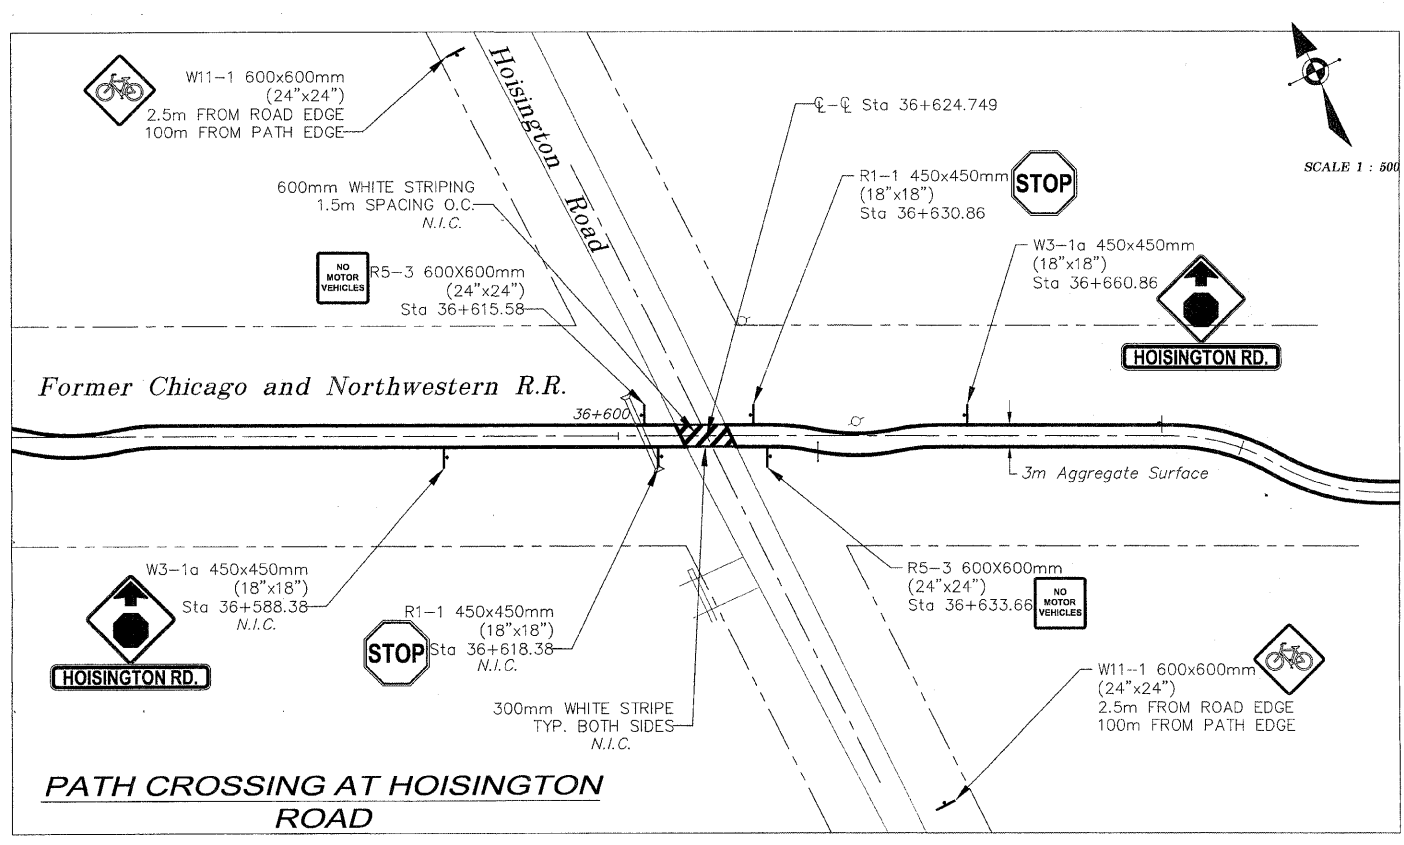 W11-1 600x600mm
(24"x24")
2.5m FROM ROAD EDGE
100m FROM PATH EDGE
Hoisington Road
℄-℄ Sta 36+624.749
SCALE 1 : 500
600mm WHITE STRIPING
1.5m SPACING O.C.
N.I.C.
R1-1 450x450mm
(18"x18")
Sta 36+630.86
STOP
NO
MOTOR
VEHICLES
R5-3 600X600mm
(24"x24")
Sta 36+615.58
W3-1a 450x450mm
(18"x18")
Sta 36+660.86
HOISINGTON RD.
Former Chicago and Northwestern R.R.
36+600
3m Aggregate Surface
W3-1a 450x450mm
(18"x18")
Sta 36+588.38
N.I.C.
HOISINGTON RD.
R1-1 450x450mm
(18"x18")
Sta 36+618.38
N.I.C.
STOP
R5-3 600X600mm
(24"x24")
Sta 36+633.66
NO
MOTOR
VEHICLES
300mm WHITE STRIPE
TYP. BOTH SIDES
N.I.C.
W11-1 600x600mm
(24"x24")
2.5m FROM ROAD EDGE
100m FROM PATH EDGE
PATH CROSSING AT HOISINGTON
ROAD